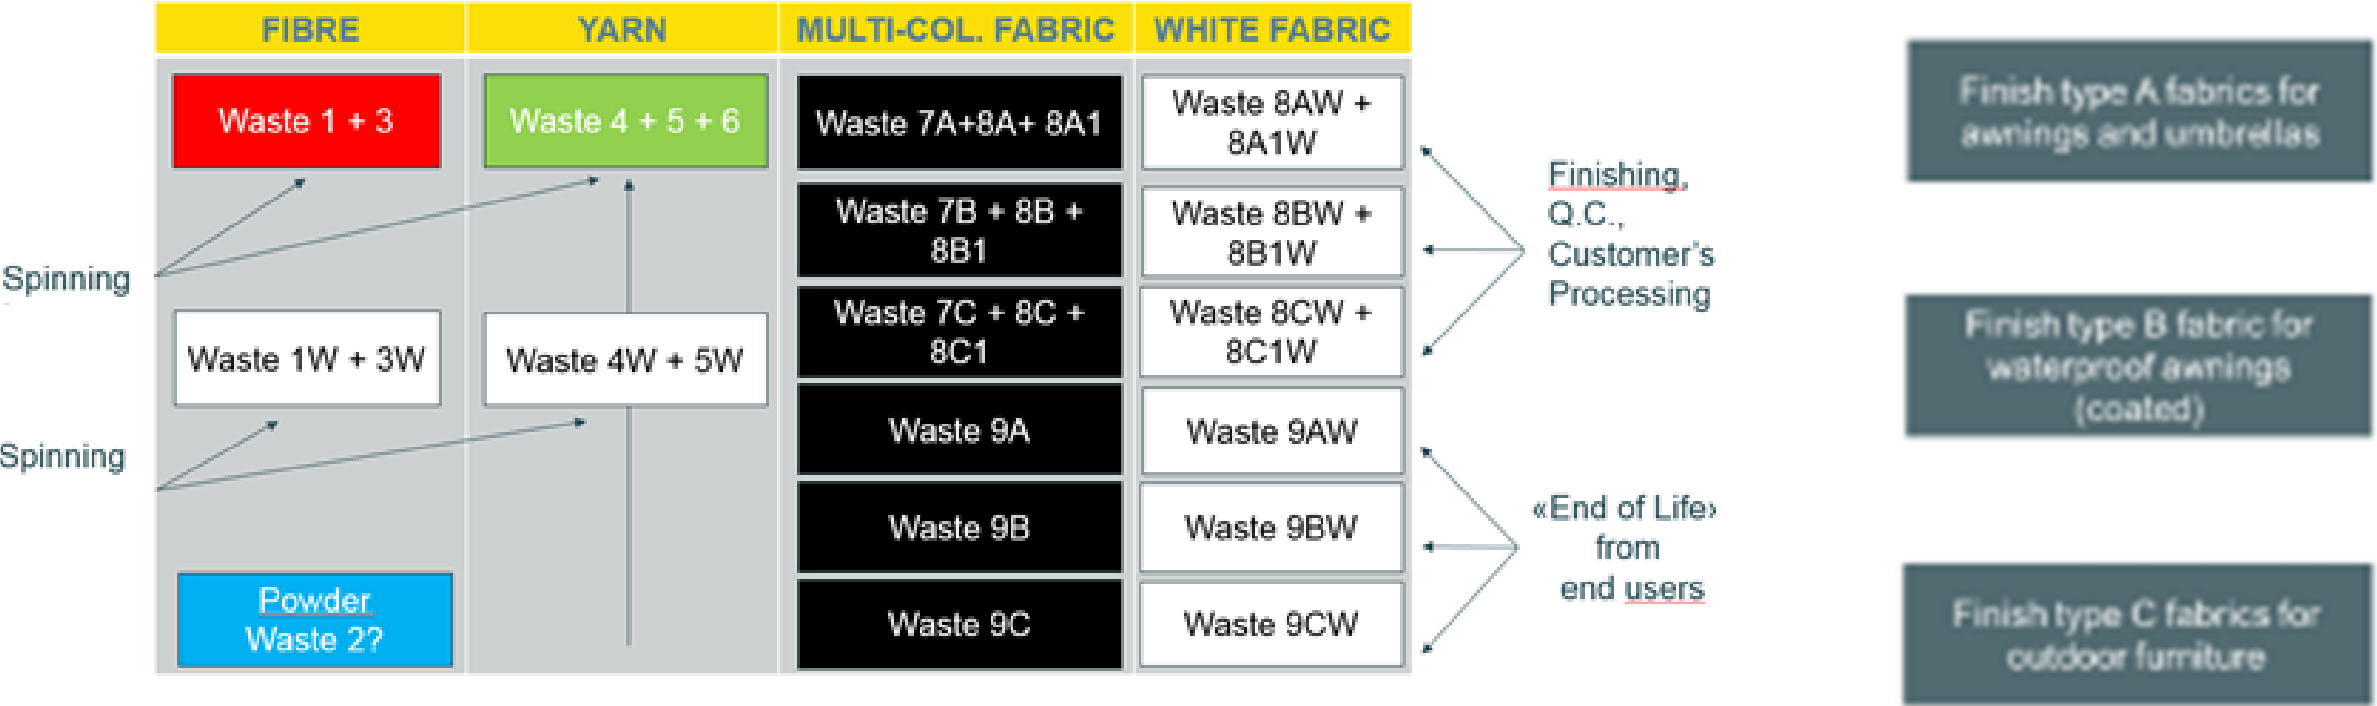 FIBRE
YARN
MULTI-COL. FABRIC
WHITE FABRIC
Waste 1 + 3
Waste 4 + 5 + 6
Waste 7A+8A+ 8A1
Waste 8AW +
8A1W
Waste 7B + 8B +
8B1
Waste 8BW +
8B1W
Spinning
Waste 1W + 3W
Waste 4W + 5W
Waste 7C + 8C +
8C1
Waste 8CW +
8C1W
Spinning
Waste 9A
Waste 9AW
Waste 9B
Waste 9BW
Powder
Waste 2?
Waste 9C
Waste 9CW
Finishing,
Q.C.,
Customer's
Processing
«End of Life›
from
end users
Finish type A fabrics for
awnings and umbrellas
Finish type B fabric for
waterproof awnings
(coated)
Finish type C fabrics for
outdoor furniture